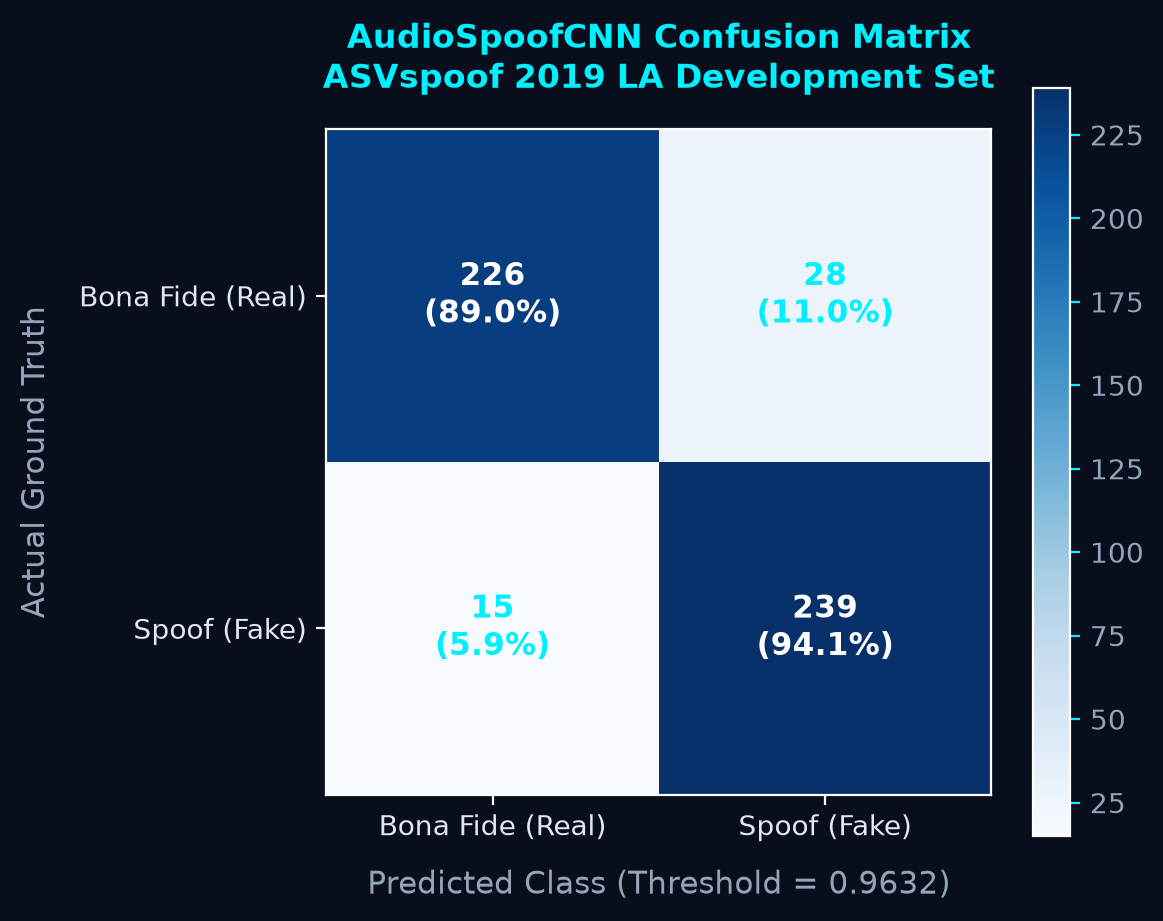 AudioSpoofCNN Confusion Matrix
ASVspoof 2019 LA Development Set
Actual Ground Truth
Bona Fide (Real)
226
(89.0%)
28
(11.0%)
Spoof (Fake)
15
(5.9%)
239
(94.1%)
Bona Fide (Real)
Spoof (Fake)
Predicted Class (Threshold = 0.9632)
225
200
175
150
125
100
75
50
25